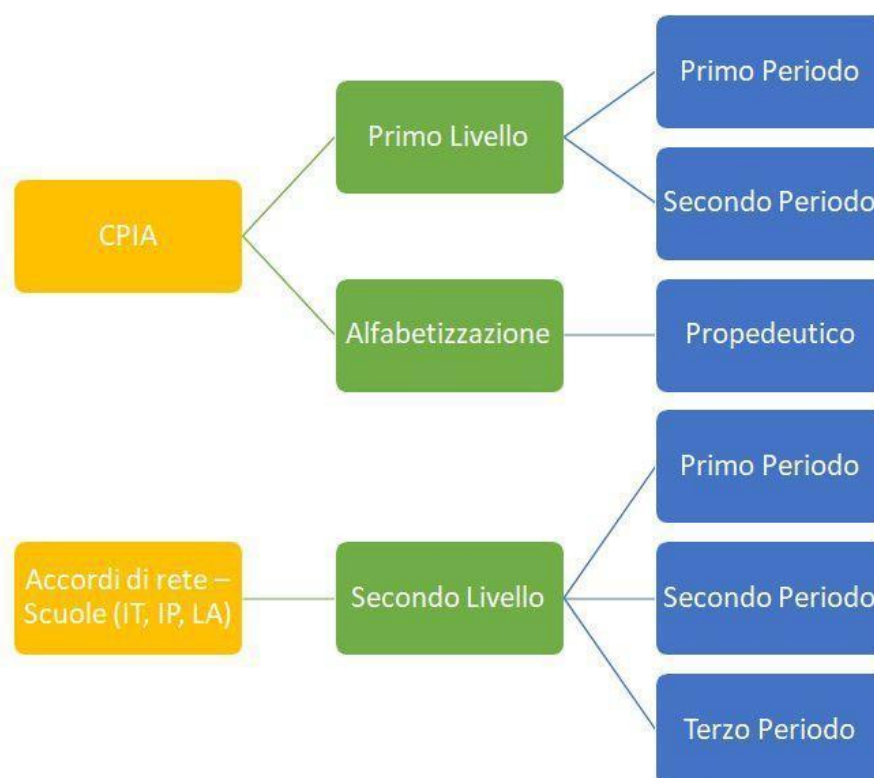 CPIA
Primo Livello
Primo Periodo
Secondo Periodo
Alfabetizzazione
Propedeutico
Accordi di rete –
Scuole (IT, IP, LA)
Secondo Livello
Primo Periodo
Secondo Periodo
Terzo Periodo